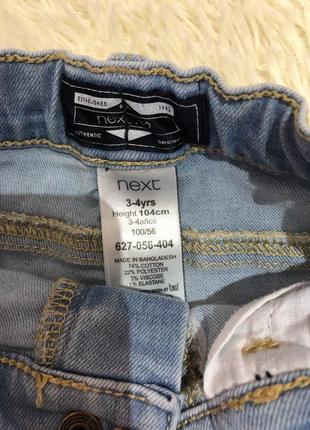 ESTABLISHED
1982
next
AUTHENTIC
ORIGINAL
next
3-4yrs
Height 104cm
3-4años
100/56
627-056-404
MADE IN BANGLADESH
74% COTTON
22% POLYESTER
3% VISCOSE
1% ELASTANE